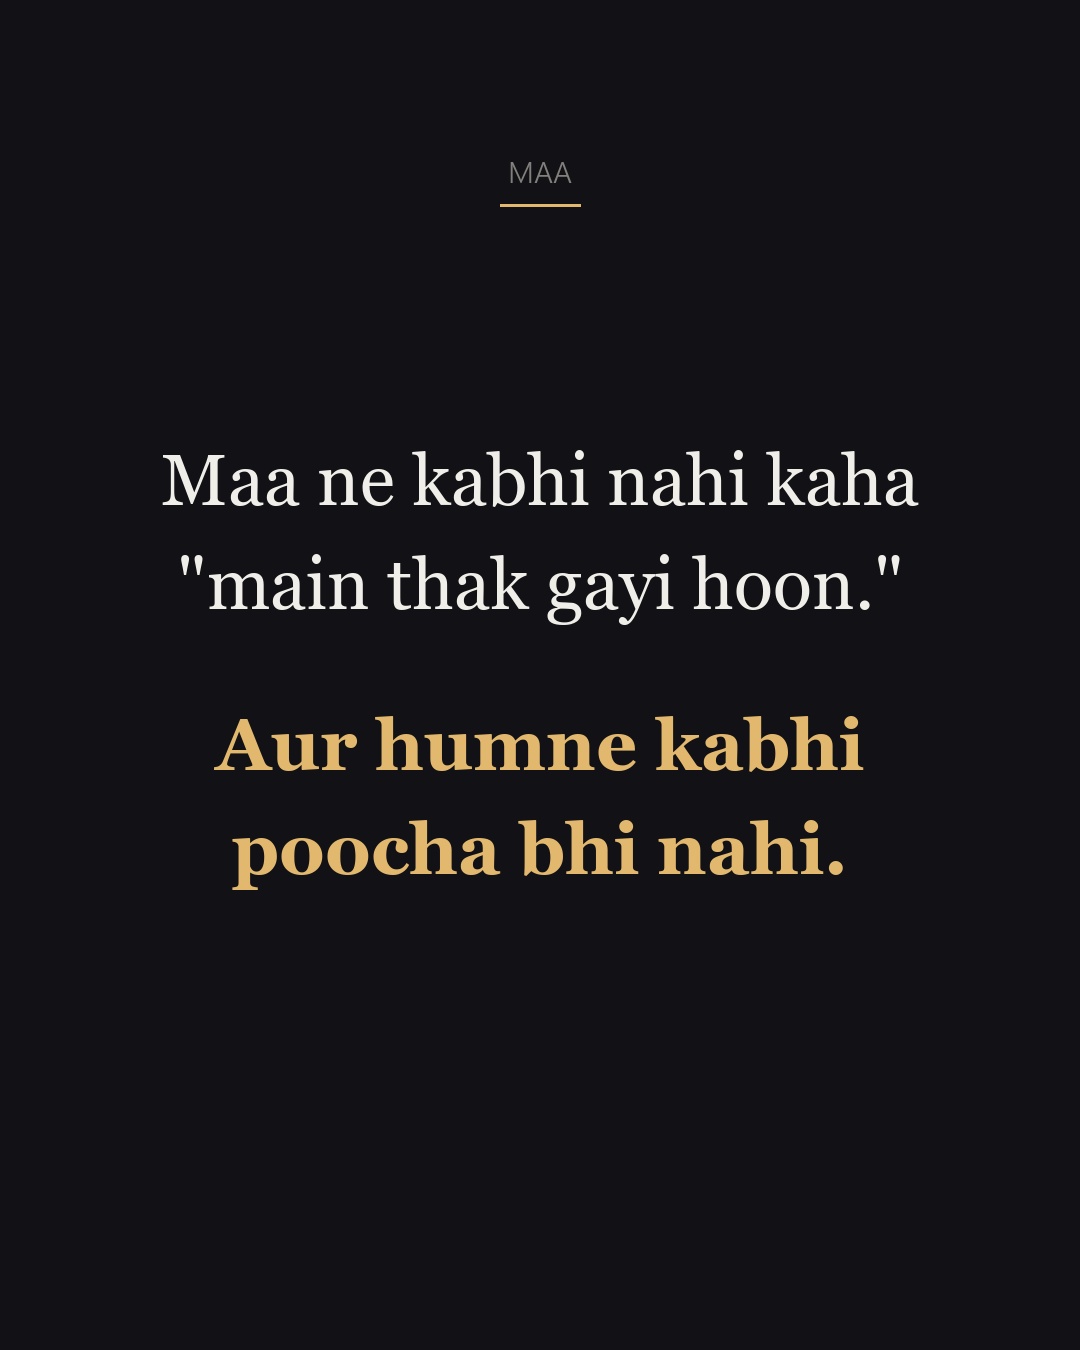 MAA
Maa ne kabhi nahi kaha
"main thak gayi hoon."
Aur humne kabhi
poocha bhi nahi.